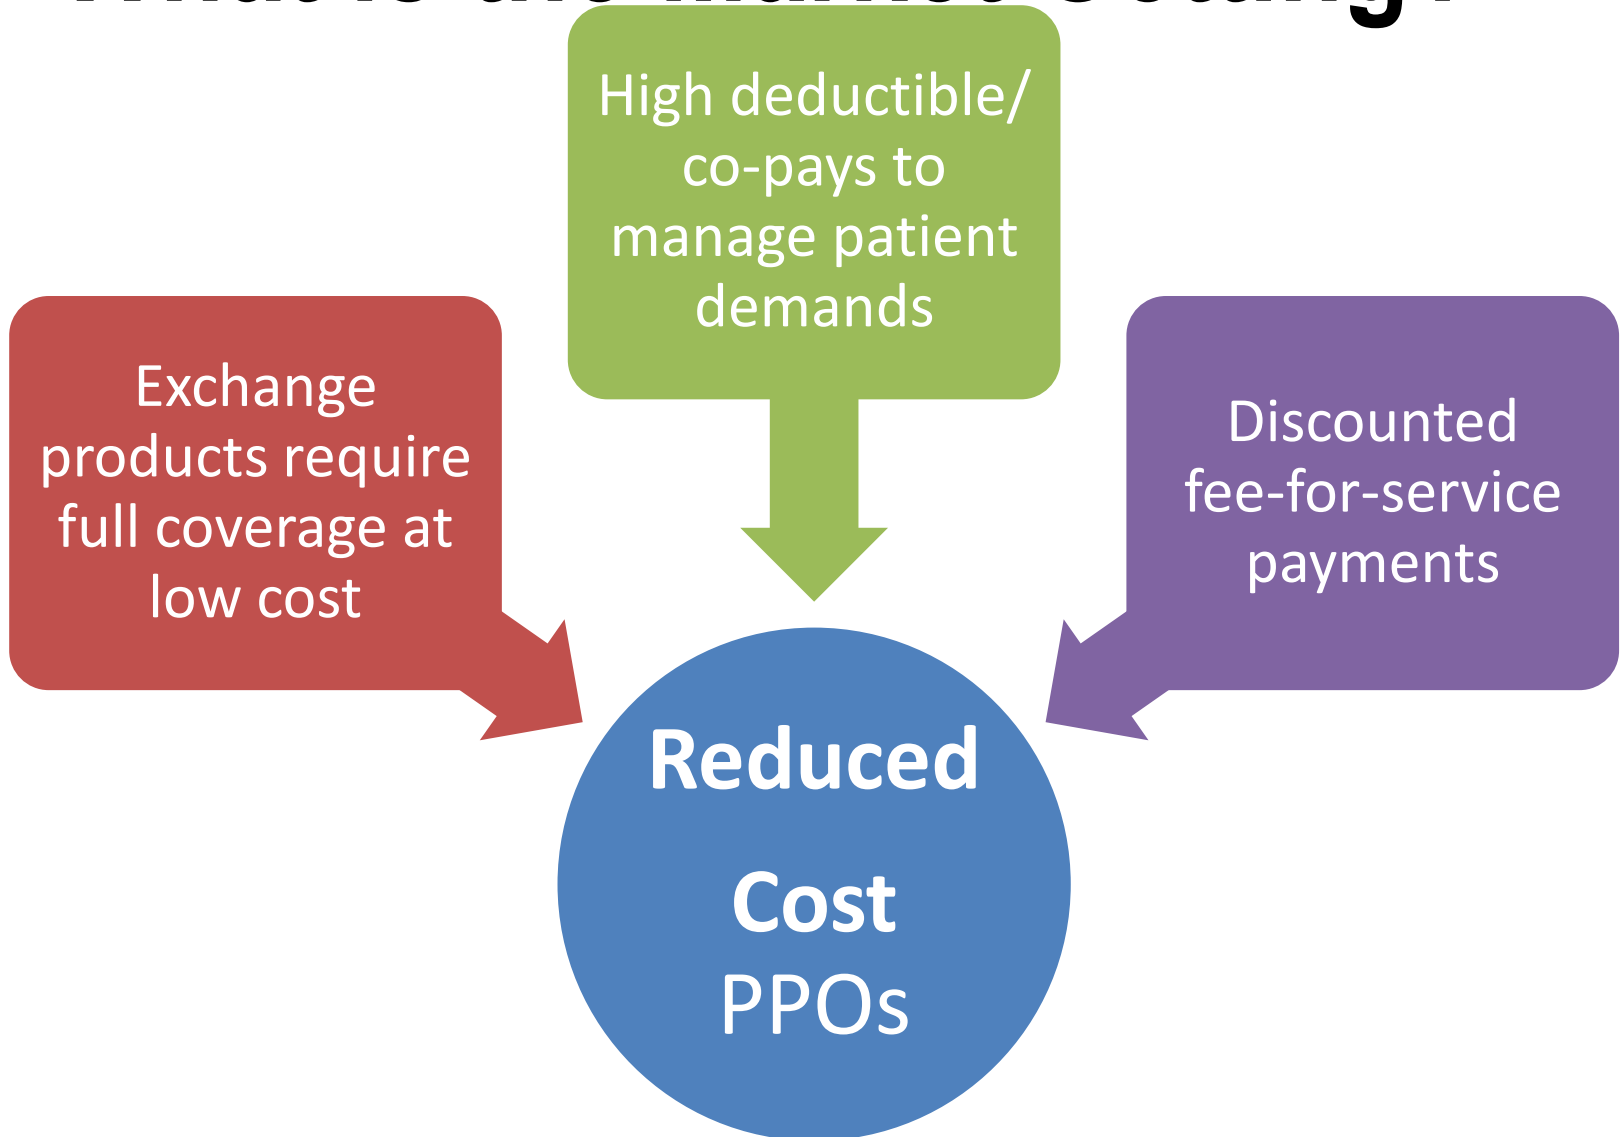 High deductible/
co-pays to
manage patient
demands
Exchange
products require
full coverage at
low cost
Discounted
fee-for-service
payments
Reduced
Cost
PPOs